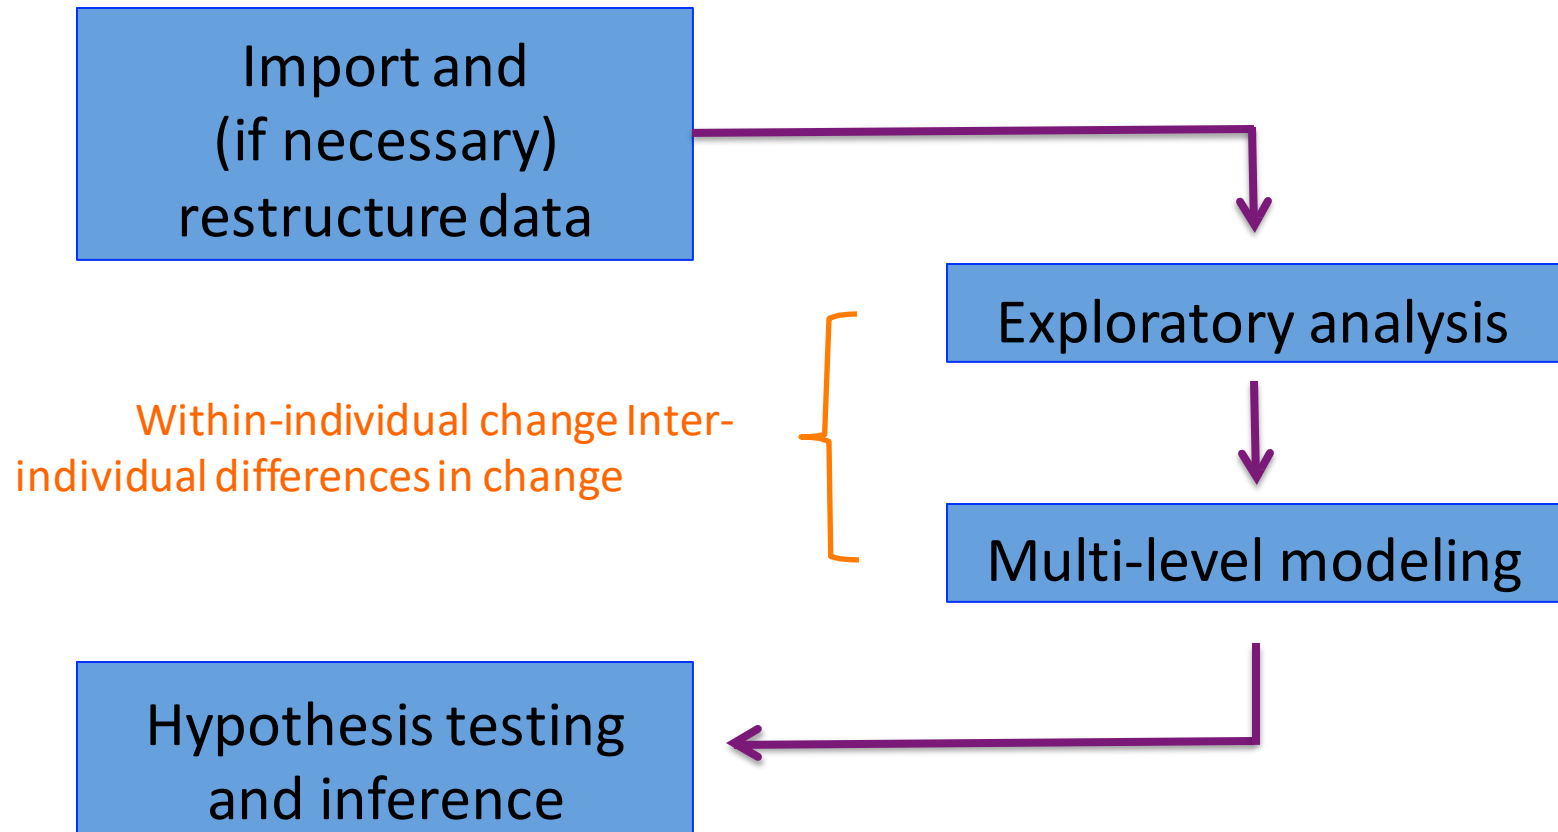 Import and
(if necessary)
restructure data
Exploratory analysis
Within-individual change Inter-
individual differences in change
Multi-level modeling
Hypothesis testing
and inference